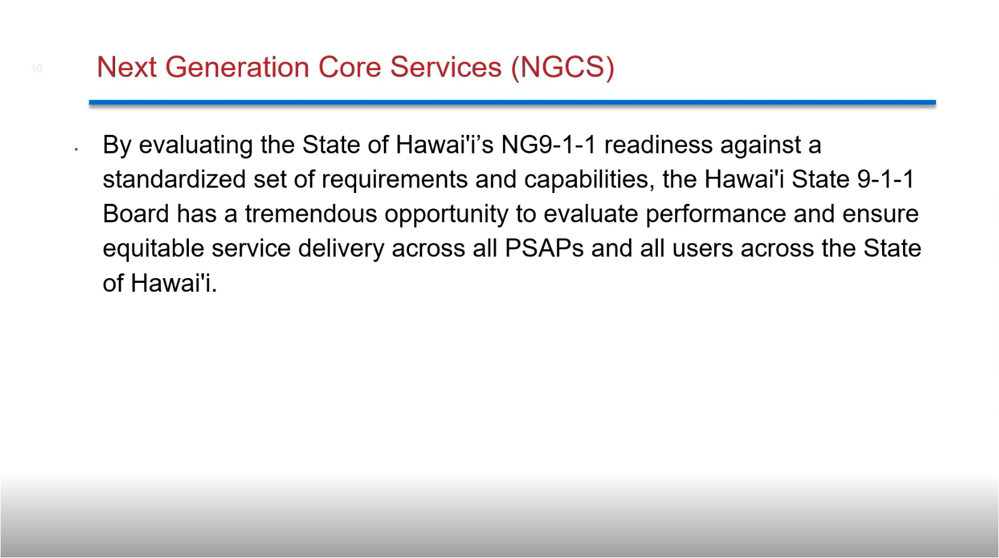 10
Next Generation Core Services (NGCS)
· By evaluating the State of Hawai'i’s NG9-1-1 readiness against a
standardized set of requirements and capabilities, the Hawai'i State 9-1-1
Board has a tremendous opportunity to evaluate performance and ensure
equitable service delivery across all PSAPs and all users across the State
of Hawai'i.